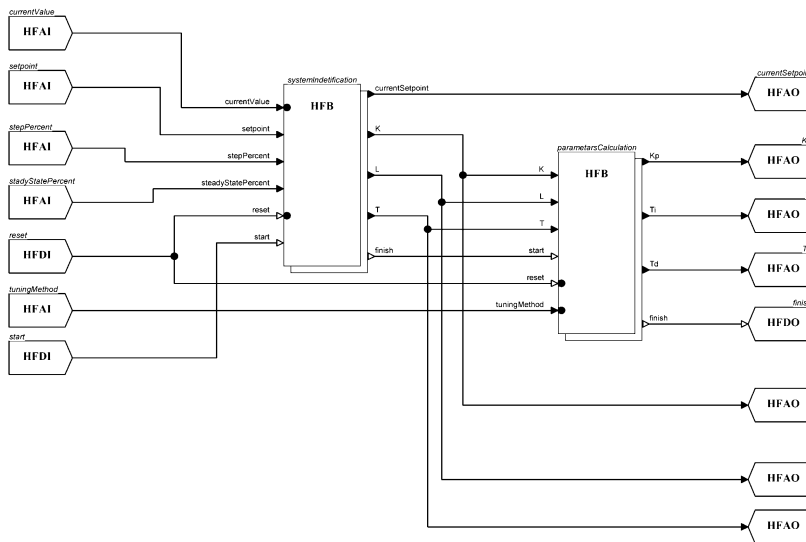 currentValue
HFAI
setpoint
HFAI
stepPercent
HFAI
stadyStatePercent
HFAI
reset
HFDI
tuningMethod
HFAI
start
HFDI
systemIndetification
HFB
currentValue
setpoint
stepPercent
steadyStatePercent
reset
start
currentSetpoint
K
L
T
finish
parametarsCalculation
HFB
K
L
T
start
reset
tuningMethod
Kp
Ti
Td
finish
currentSetpoin
HFAO
K
HFAO
HFAO
T
HFAO
finis
HFDO
HFAO
HFAO
HFAO